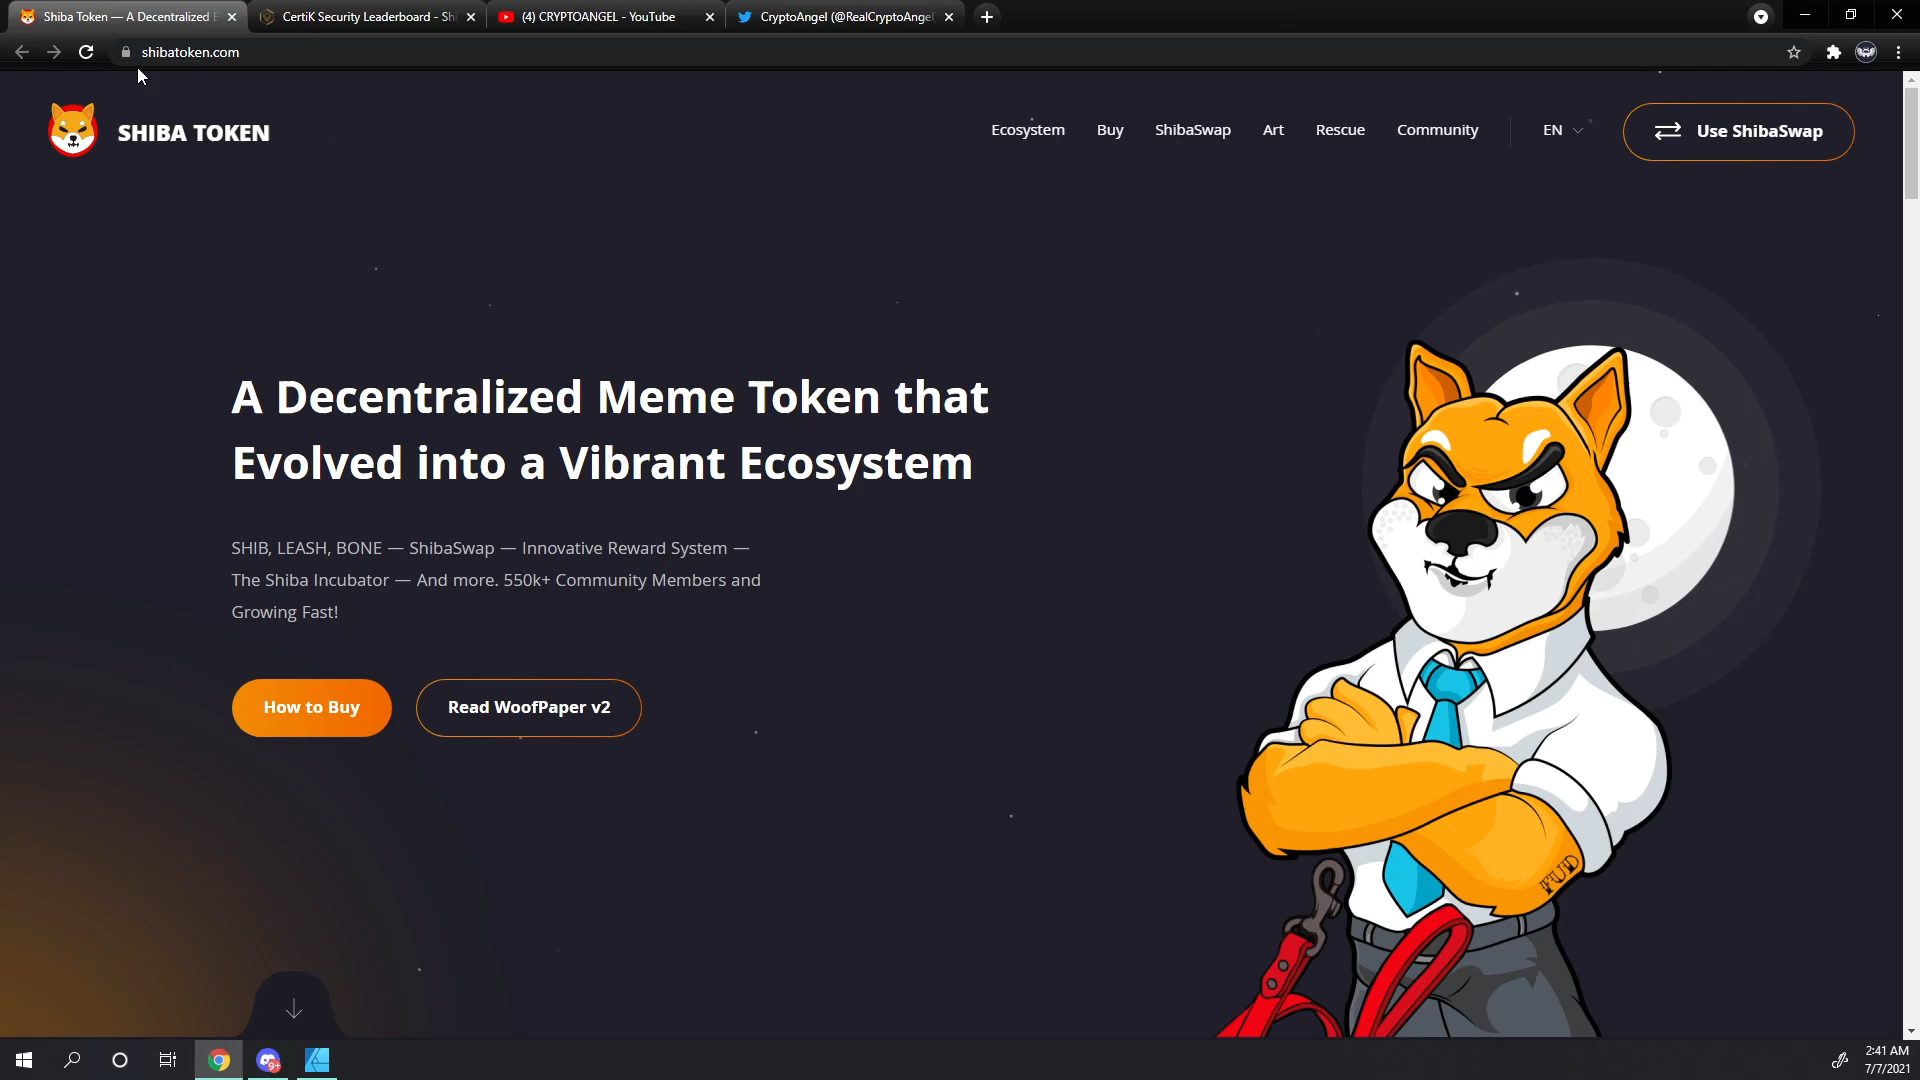 Shiba Token — A Decentralized E
CertiK Security Leaderboard - Shi
(4) CRYPTOANGEL - YouTube
CryptoAngel (@RealCryptoAngel
shibatoken.com
SHIBA TOKEN
Ecosystem
Buy
ShibaSwap
Art
Rescue
Community
EN
Use ShibaSwap
A Decentralized Meme Token that
Evolved into a Vibrant Ecosystem
SHIB, LEASH, BONE — ShibaSwap — Innovative Reward System —
The Shiba Incubator — And more. 550k+ Community Members and
Growing Fast!
How to Buy
Read WoofPaper v2
FUD
9+
2:41 AM
7/7/2021